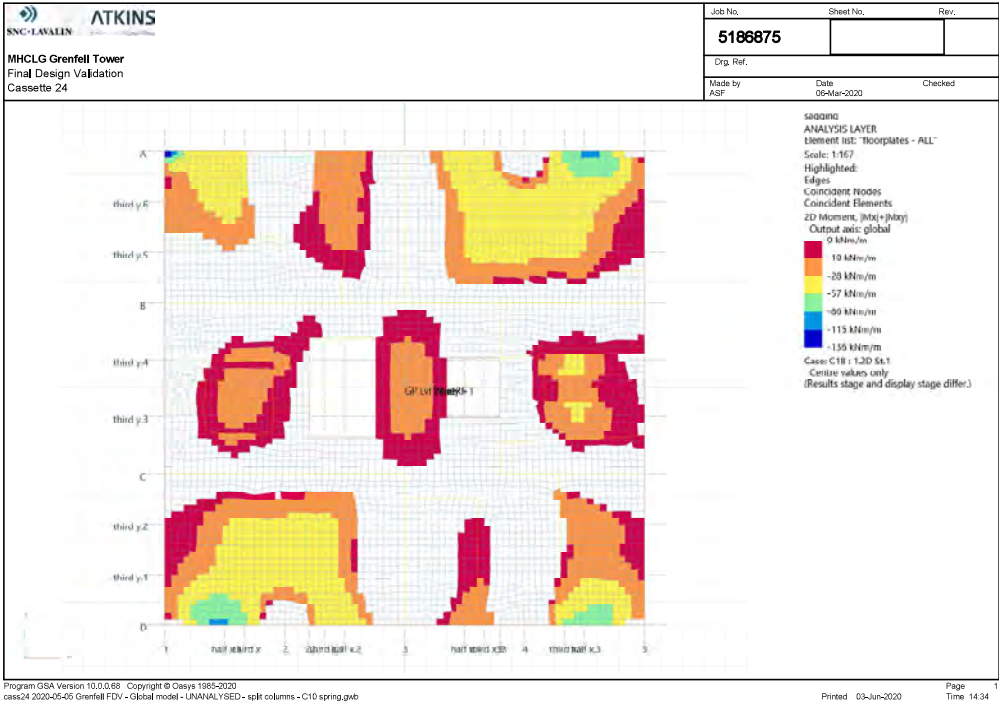 SNC·LAVALIN ATKINS
Job No. Sheet No. Rev.
5186875
MHCLG Grenfell Tower
Final Design Validation
Cassette 24
Drg. Ref.
Made by Date Checked
ASF 06-Mar-2020
sagging
ANALYSIS LAYER
Element list: "floorplates - ALL"
Scale: 1:167
Highlighted:
Edges
Coincident Nodes
Coincident Elements
2D Moment, |Mx|+|Mxy|
Output axis: global
0 kNm/m
-10 kNm/m
-28 kNm/m
-57 kNm/m
-115 kNm/m
-136 kNm/m
Case: C18 : 1.2D St.1
Centre values only
(Results stage and display stage differ.)
A
third y.6
third y.5
B
third y.4
GP Lvl
third y.3
C
third y.2
third y.1
D
1 2 3 4 5
Program GSA Version 10.0.0.68 Copyright © Oasys 1985-2020
cass24 2020-05-05 Grenfell FDV - Global model - UNANALYSED - split columns - C10 spring.gwb
Page 1
Printed 03-Jun-2020 Time 14:34